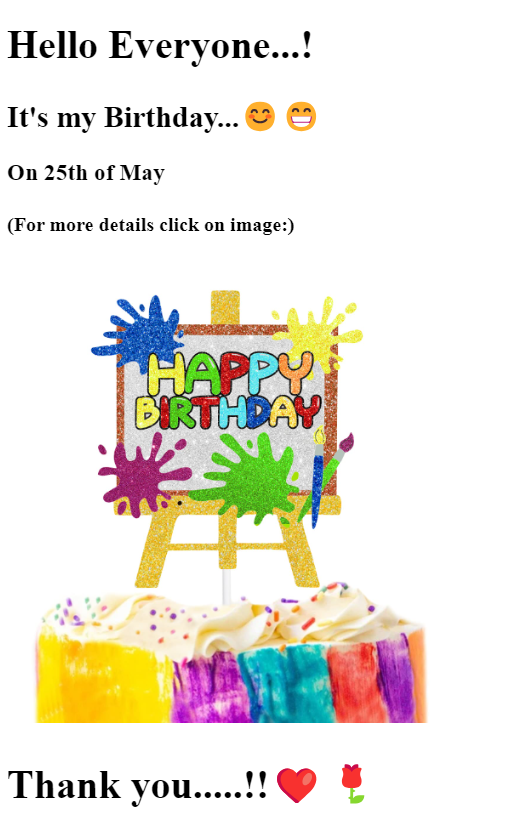 Hello Everyone...!
It's my Birthday...😊 😁
On 25th of May
(For more details click on image:)
HAPPY
BIRTHDAY
Thank you.....!!❤️ 🌹